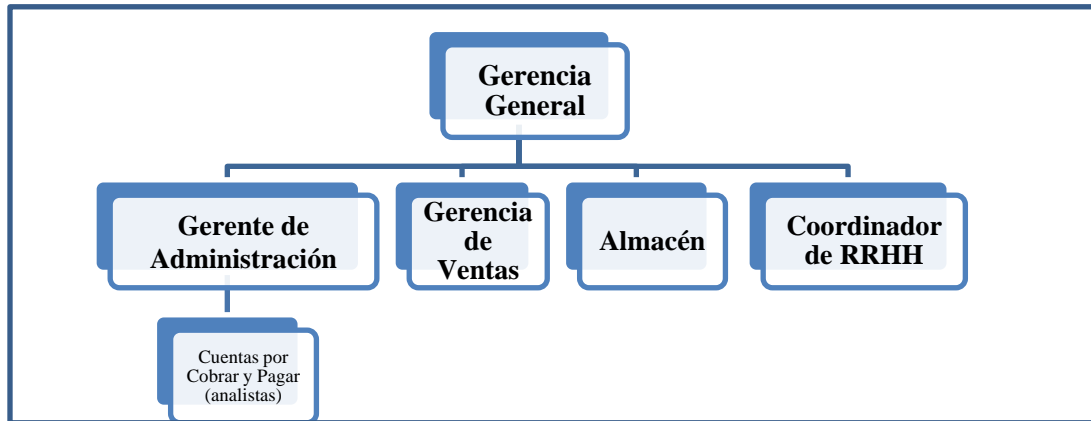 Gerencia
General
Gerente de
Administración
Gerencia
de
Ventas
Almacén
Coordinador
de RRHH
Cuentas por
Cobrar y Pagar
(analistas)